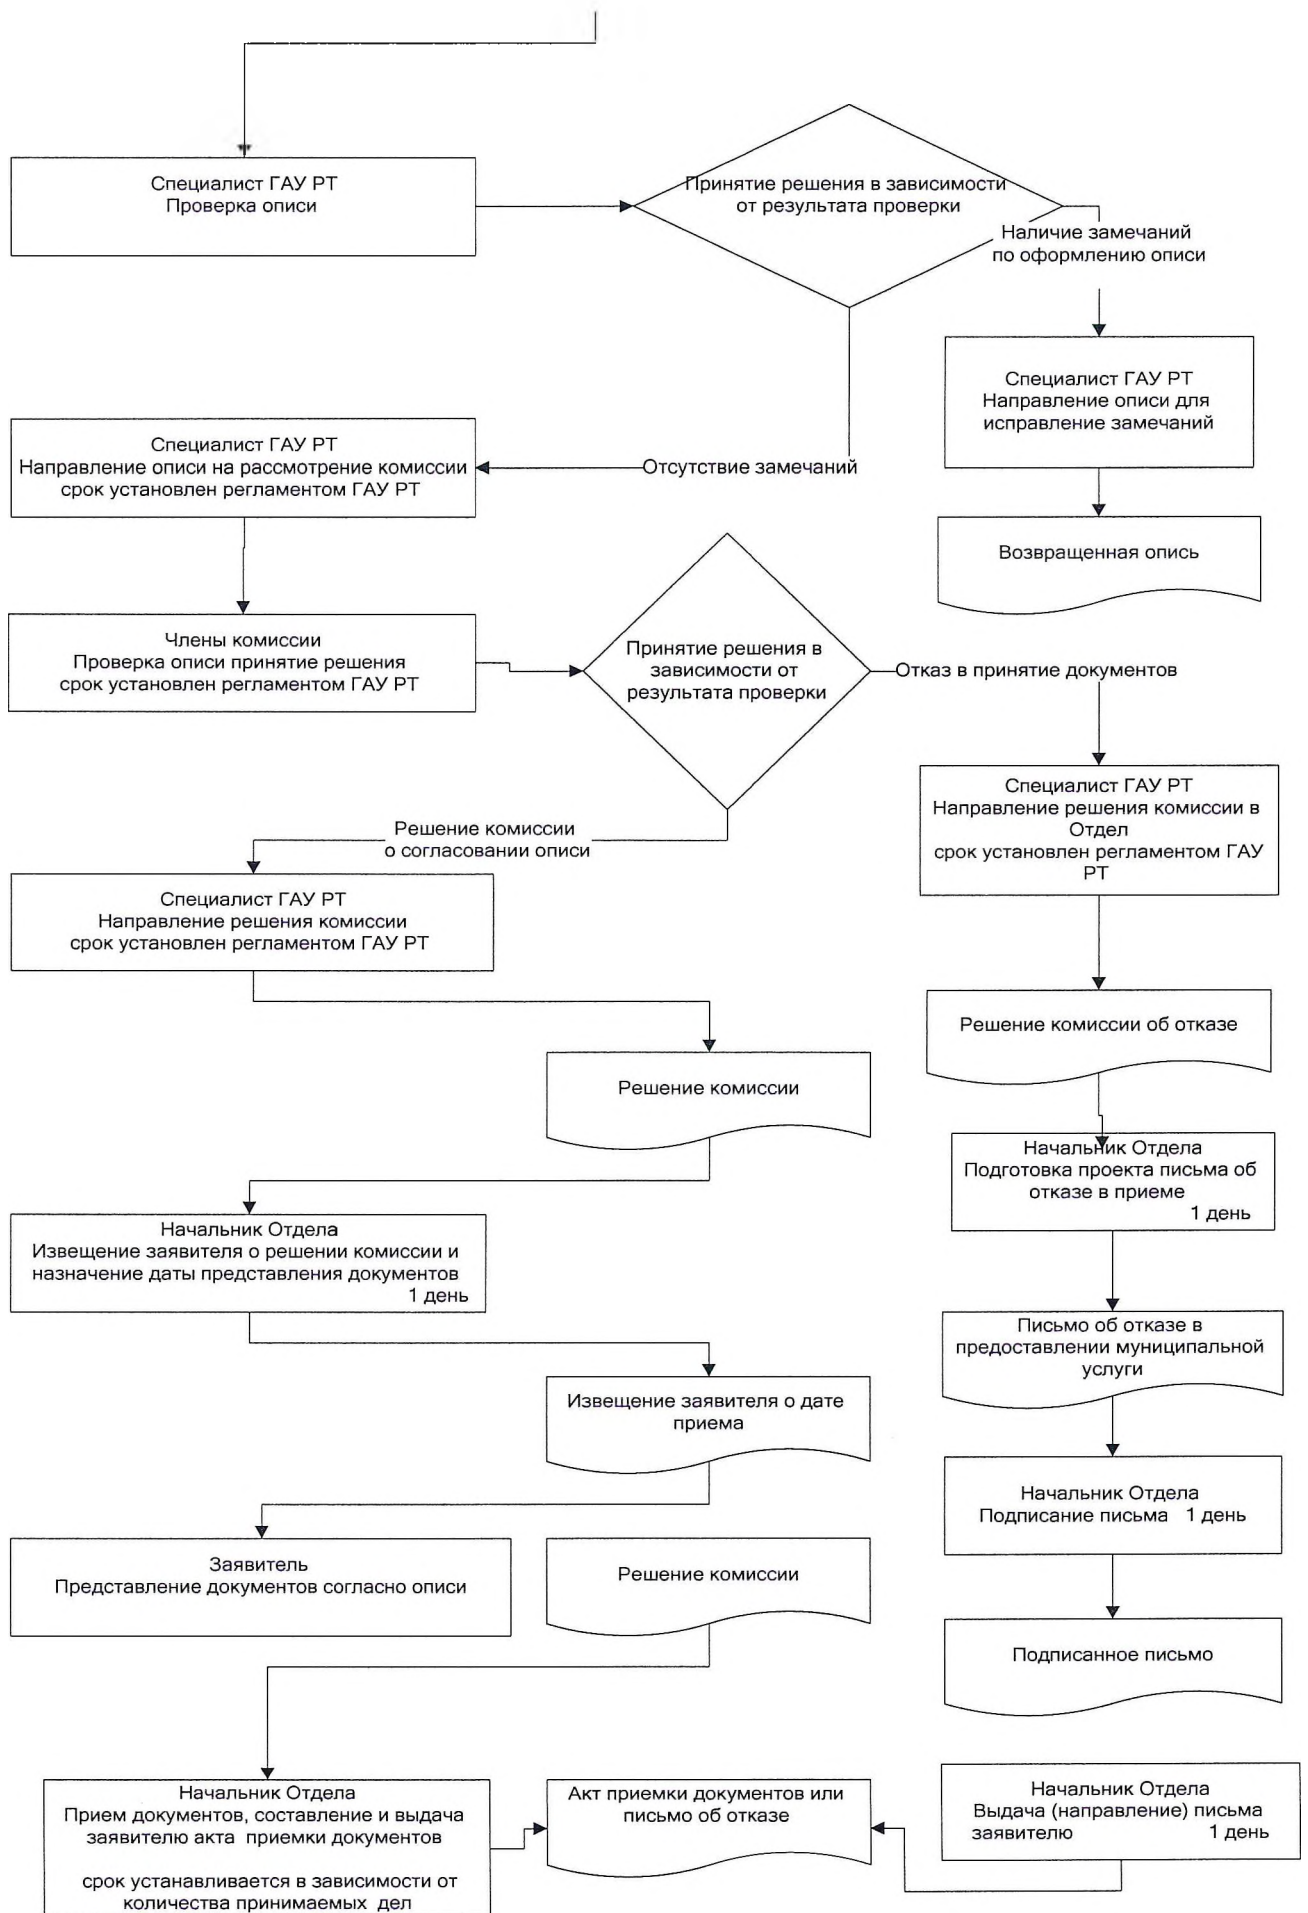 Специалист ГАУ РТ
Проверка описи
Принятие решения в зависимости
от результата проверки
Наличие замечаний
по оформлению описи
Специалист ГАУ РТ
Направление описи для
исправление замечаний
Специалист ГАУ РТ
Направление описи на рассмотрение комиссии
срок установлен регламентом ГАУ РТ
Отсутствие замечаний
Возвращенная опись
Члены комиссии
Проверка описи принятие решения
срок установлен регламентом ГАУ РТ
Принятие решения в
зависимости от
результата проверки
Отказ в принятие документов
Специалист ГАУ РТ
Направление решения комиссии в
Отдел
срок установлен регламентом ГАУ
РТ
Решение комиссии
о согласовании описи
Специалист ГАУ РТ
Направление решения комиссии
срок установлен регламентом ГАУ РТ
Решение комиссии об отказе
Решение комиссии
Начальник Отдела
Подготовка проекта письма об
отказе в приеме
1 день
Начальник Отдела
Извещение заявителя о решении комиссии и
назначение даты представления документов
1 день
Письмо об отказе в
предоставлении муниципальной
услуги
Извещение заявителя о дате
приема
Начальник Отдела
Подписание письма 1 день
Заявитель
Представление документов согласно описи
Решение комиссии
Подписанное письмо
Начальник Отдела
Прием документов, составление и выдача
заявителю акта приемки документов
срок устанавливается в зависимости от
количества принимаемых дел
Акт приемки документов или
письмо об отказе
Начальник Отдела
Выдача (направление) письма
заявителю 1 день